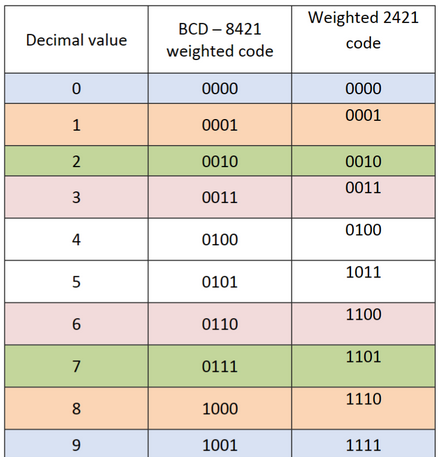 Decimal value BCD – 8421 weighted code Weighted 2421 code
0 0000 0000
1 0001 0001
2 0010 0010
3 0011 0011
4 0100 0100
5 0101 1011
6 0110 1100
7 0111 1101
8 1000 1110
9 1001 1111